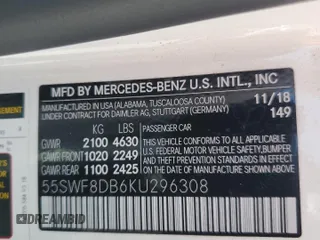 MFD BY MERCEDES-BENZ U.S. INTL., INC
MANUFACTURED IN USA (ALABAMA, TUSCALOOSA COUNTY)
UNDER CONTRACT FOR DAIMLER AG, STUTTGART (GERMANY)
11/18
149
KG LBS
PASSENGER CAR
GVWR 2100 4630
GAWR FRONT 1020 2249
GAWR REAR 1100 2425
THIS VEHICLE CONFORMS TO ALL
APPLICABLE U.S. FEDERAL MOTOR
VEHICLE SAFETY, BUMPER, AND
THEFT PREVENTION STANDARDS IN EFFECT
ON THE DATE OF MANUFACTURE SHOWN ABOVE.
55SWF8DB6KU296308
DREAMBID